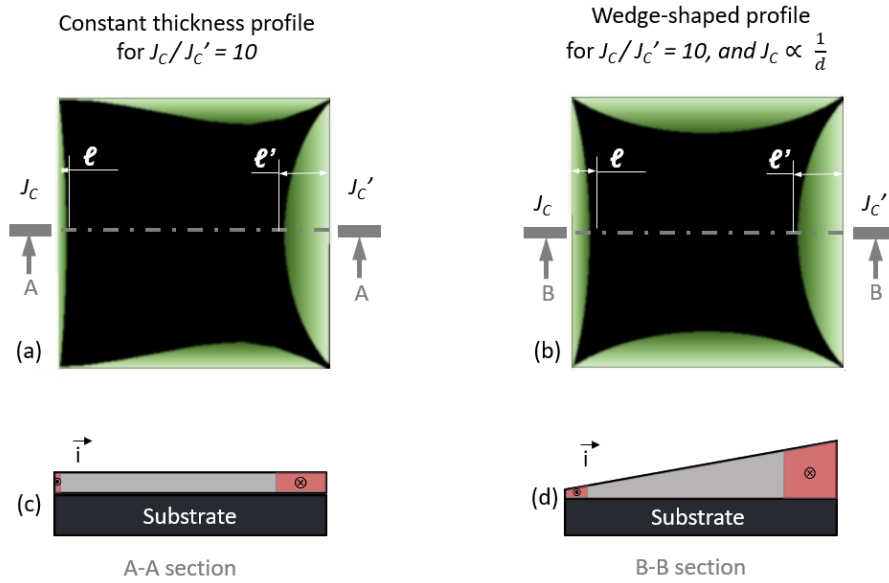 Constant thickness profile
for J_C / J_C' = 10
Wedge-shaped profile
for J_C / J_C' = 10, and J_C ∝ 1/d
ℓ
ℓ'
J_C
J_C'
A
A
(a)
ℓ
ℓ'
J_C
J_C'
B
B
(b)
i
(c)
Substrate
A-A section
i
(d)
Substrate
B-B section